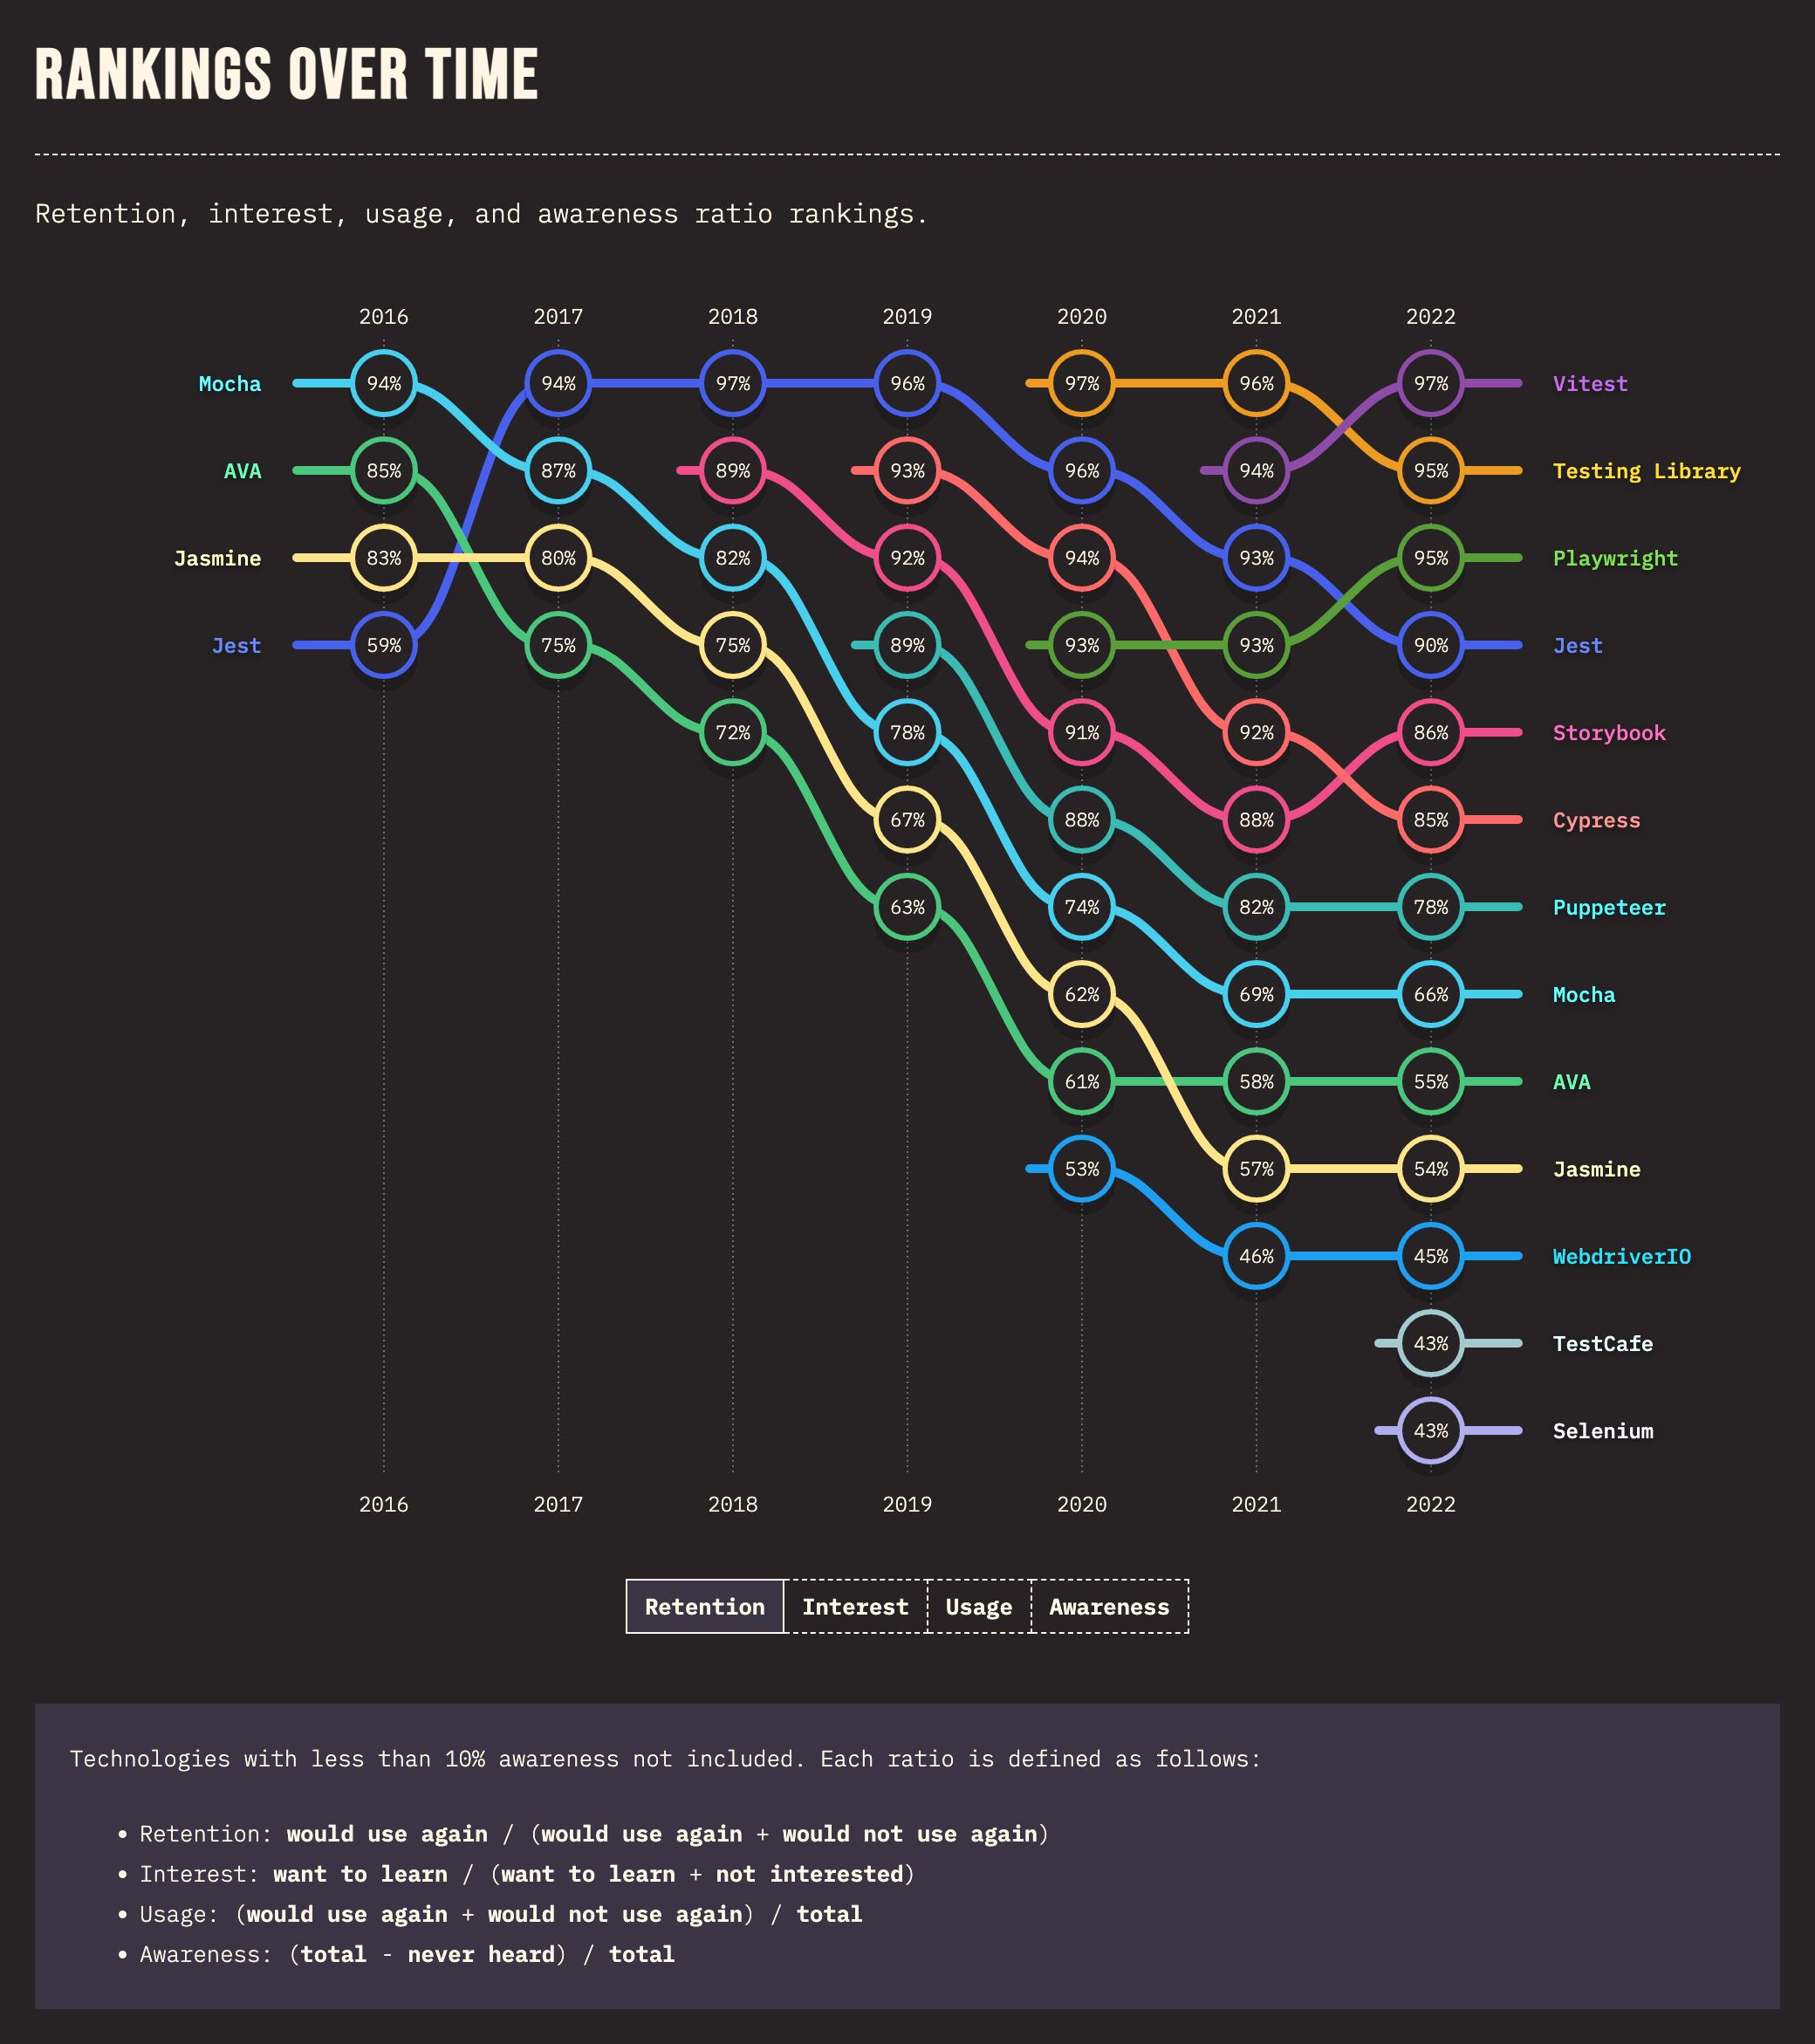 RANKINGS OVER TIME
Retention, interest, usage, and awareness ratio rankings.
2016 2017 2018 2019 2020 2021 2022
Mocha 94% 94% 97% 96% 97% 96% 97% Vitest
AVA 85% 87% 89% 93% 96% 94% 95% Testing Library
Jasmine 83% 80% 82% 92% 94% 93% 95% Playwright
Jest 59% 75% 75% 89% 93% 93% 90% Jest
72% 78% 91% 92% 86% Storybook
67% 88% 88% 85% Cypress
63% 74% 82% 78% Puppeteer
62% 69% 66% Mocha
61% 58% 55% AVA
53% 57% 54% Jasmine
46% 45% WebdriverIO
43% TestCafe
43% Selenium
2016 2017 2018 2019 2020 2021 2022
Retention Interest Usage Awareness
Technologies with less than 10% awareness not included. Each ratio is defined as follows:
• Retention: would use again / (would use again + would not use again)
• Interest: want to learn / (want to learn + not interested)
• Usage: (would use again + would not use again) / total
• Awareness: (total - never heard) / total